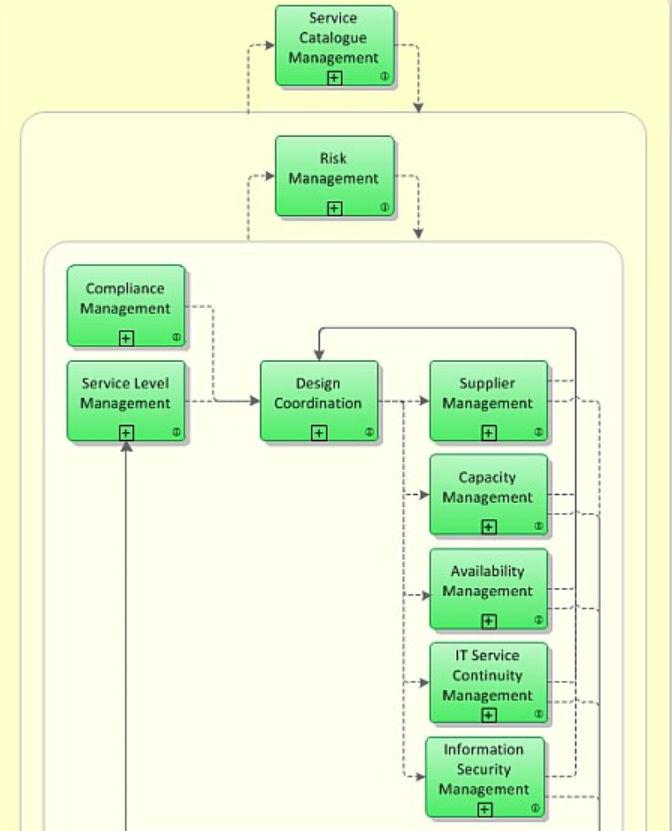 Service
Catalogue
Management
Risk
Management
Compliance
Management
Service Level
Management
Design
Coordination
Supplier
Management
Capacity
Management
Availability
Management
IT Service
Continuity
Management
Information
Security
Management